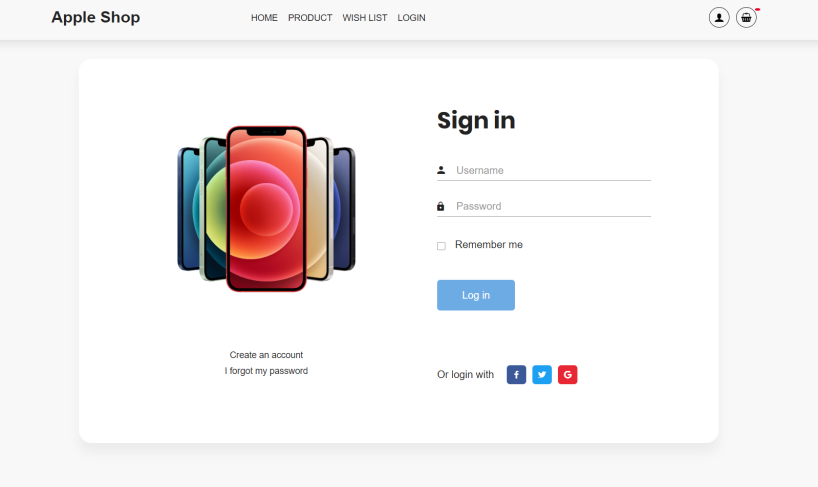 Apple Shop
HOME PRODUCT WISH LIST LOGIN
Sign in
Username
Password
Remember me
Log in
Create an account
I forgot my password
Or login with